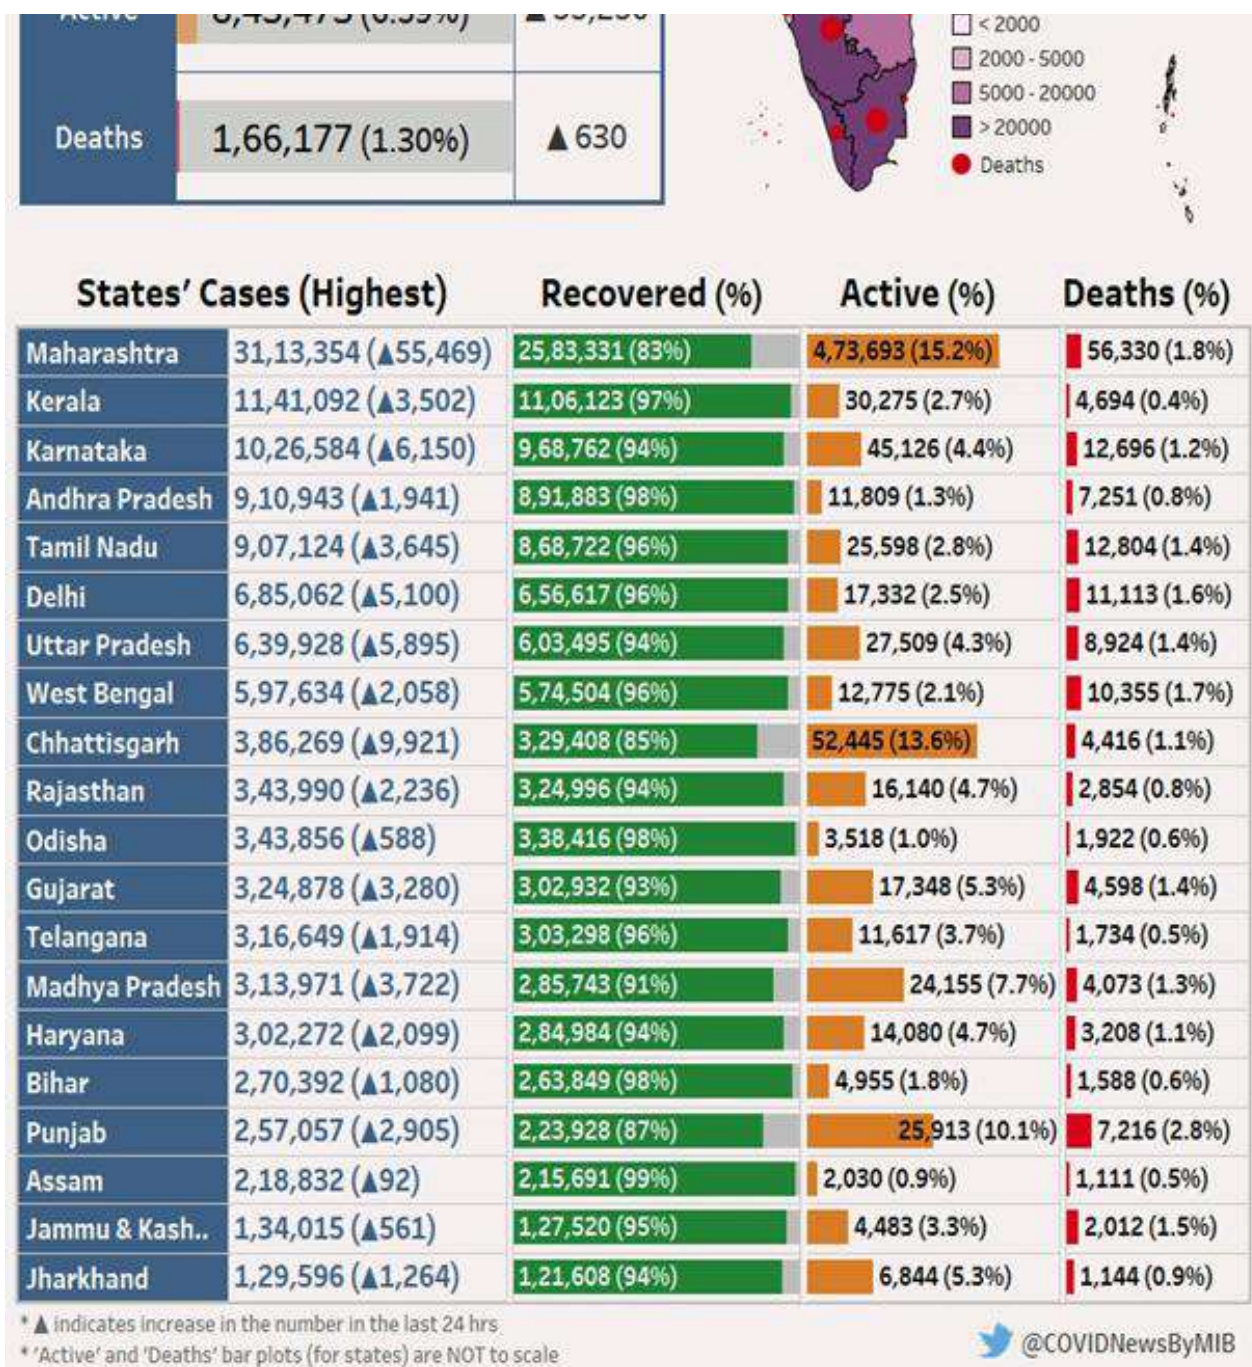 Active
Deaths 1,66,177 (1.30%) ▲630
< 2000
2000 - 5000
5000 - 20000
> 20000
Deaths
States' Cases (Highest) Recovered (%) Active (%) Deaths (%)
Maharashtra 31,13,354 (▲55,469) 25,83,331 (83%) 4,73,693 (15.2%) 56,330 (1.8%)
Kerala 11,41,092 (▲3,502) 11,06,123 (97%) 30,275 (2.7%) 4,694 (0.4%)
Karnataka 10,26,584 (▲6,150) 9,68,762 (94%) 45,126 (4.4%) 12,696 (1.2%)
Andhra Pradesh 9,10,943 (▲1,941) 8,91,883 (98%) 11,809 (1.3%) 7,251 (0.8%)
Tamil Nadu 9,07,124 (▲3,645) 8,68,722 (96%) 25,598 (2.8%) 12,804 (1.4%)
Delhi 6,85,062 (▲5,100) 6,56,617 (96%) 17,332 (2.5%) 11,113 (1.6%)
Uttar Pradesh 6,39,928 (▲5,895) 6,03,495 (94%) 27,509 (4.3%) 8,924 (1.4%)
West Bengal 5,97,634 (▲2,058) 5,74,504 (96%) 12,775 (2.1%) 10,355 (1.7%)
Chhattisgarh 3,86,269 (▲9,921) 3,29,408 (85%) 52,445 (13.6%) 4,416 (1.1%)
Rajasthan 3,43,990 (▲2,236) 3,24,996 (94%) 16,140 (4.7%) 2,854 (0.8%)
Odisha 3,43,856 (▲588) 3,38,416 (98%) 3,518 (1.0%) 1,922 (0.6%)
Gujarat 3,24,878 (▲3,280) 3,02,932 (93%) 17,348 (5.3%) 4,598 (1.4%)
Telangana 3,16,649 (▲1,914) 3,03,298 (96%) 11,617 (3.7%) 1,734 (0.5%)
Madhya Pradesh 3,13,971 (▲3,722) 2,85,743 (91%) 24,155 (7.7%) 4,073 (1.3%)
Haryana 3,02,272 (▲2,099) 2,84,984 (94%) 14,080 (4.7%) 3,208 (1.1%)
Bihar 2,70,392 (▲1,080) 2,63,849 (98%) 4,955 (1.8%) 1,588 (0.6%)
Punjab 2,57,057 (▲2,905) 2,23,928 (87%) 25,913 (10.1%) 7,216 (2.8%)
Assam 2,18,832 (▲92) 2,15,691 (99%) 2,030 (0.9%) 1,111 (0.5%)
Jammu & Kash.. 1,34,015 (▲561) 1,27,520 (95%) 4,483 (3.3%) 2,012 (1.5%)
Jharkhand 1,29,596 (▲1,264) 1,21,608 (94%) 6,844 (5.3%) 1,144 (0.9%)
* ▲ indicates increase in the number in the last 24 hrs
* 'Active' and 'Deaths' bar plots (for states) are NOT to scale
@COVIDNewsByMIB